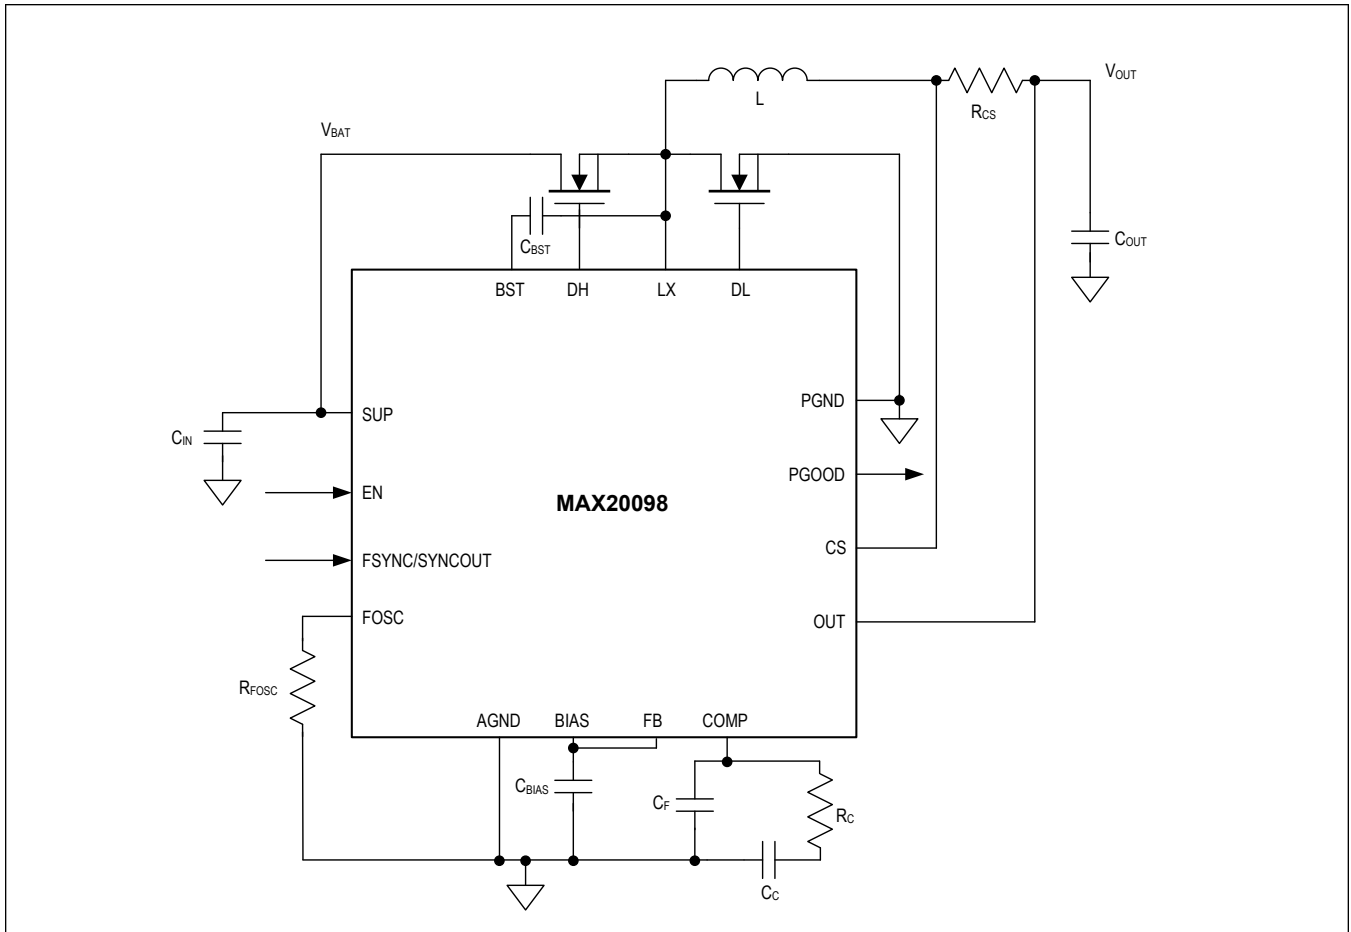 VOUT
L
RCS
VBAT
CBST
COUT
BST DH LX DL
SUP
PGND
CIN
PGOOD
EN
MAX20098
CS
FSYNC/SYNCOUT
FOSC
OUT
RFOSC
AGND BIAS FB COMP
CBIAS
CF
RC
CC